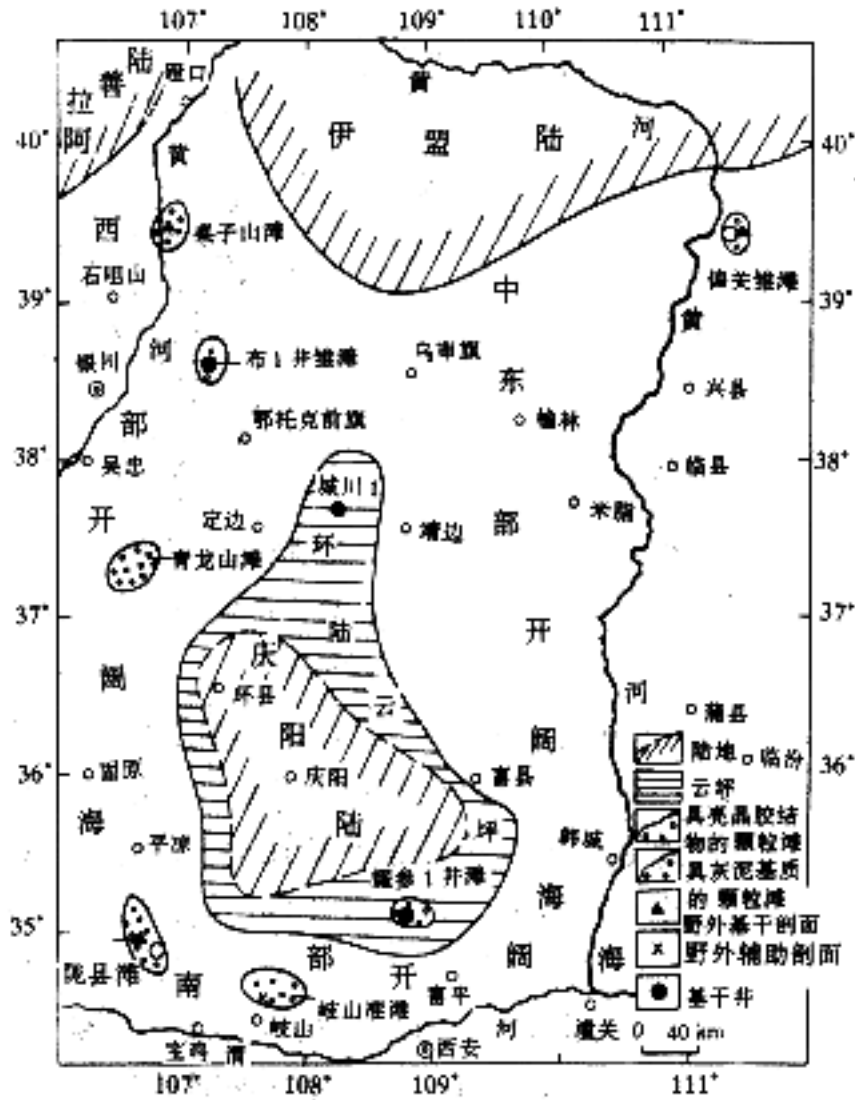 107° 108° 109° 110° 111°
阿拉善陆
碴口
黄
伊盟陆
河
40°
40°
黄
西
桌子山滩
石咀山
偏关雏滩
中
39°
39°
黄
河
银川
布1井雏滩
乌审旗
东
兴县
部
鄂托克前旗
榆林
38°
吴忠
临县
38°
城川1
开
定边
环
靖边
部
米脂
青龙山滩
37°
37°
陆
开
庆
阔
环县
云
河
蒲县
阳
阔
陆地
临汾
36°
固原
庆阳
富县
36°
云坪
海
陆
坪
具亮晶胶结
物的颗粒滩
平凉
韩城
具灰泥基质
的颗粒滩
耀参1井滩
海
35°
野外基干剖面
部
阔
海
野外辅助剖面
陇县滩
南
开
富平
基干井
岐山准滩
岐山
河
潼关
0 40 km
宝鸡
渭
西安
107° 108° 109° 111°